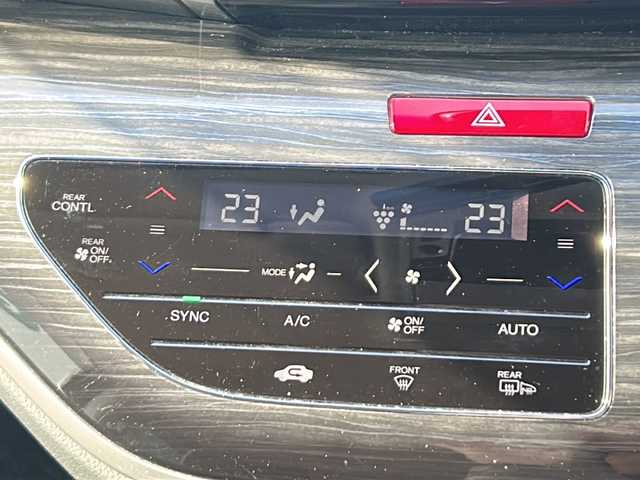 REAR
CONTL
23 23
REAR
ON/
OFF
MODE
SYNC A/C ON/
OFF AUTO
FRONT REAR